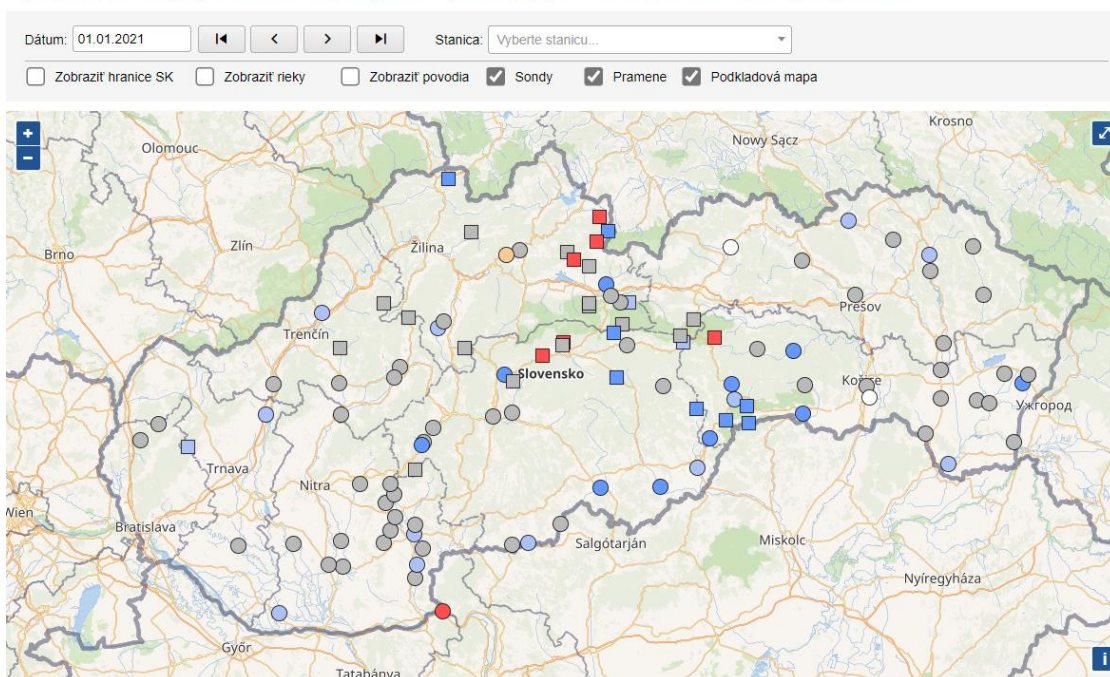 Dátum: 01.01.2021 Stanica: Vyberte stanicu...
Zobraziť hranice SK Zobraziť rieky Zobraziť povodia Sondy Pramene Podkladová mapa
+
-
Krosno
Nowy Sącz
Olomouc
Zlín
Žilina
Brno
Prešov
Trenčín
Slovensko
Košice
Ужгород
Trnava
Nitra
Wien
Bratislava
Salgótarján
Miskolc
Nyíregyháza
Győr
i
Tatabánya